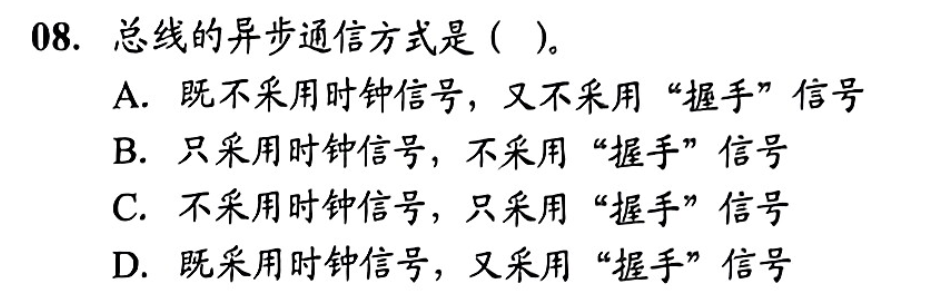 08. 总线的异步通信方式是（ ）。
A. 既不采用时钟信号，又不采用“握手”信号
B. 只采用时钟信号，不采用“握手”信号
C. 不采用时钟信号，只采用“握手”信号
D. 既采用时钟信号，又采用“握手”信号